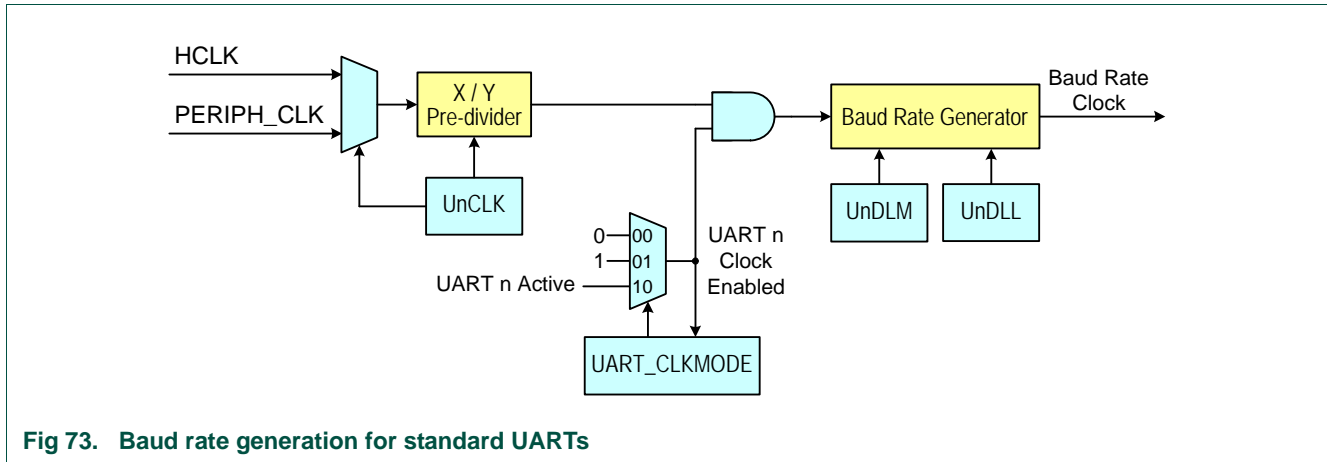 HCLK
PERIPH_CLK
X / Y
Pre-divider
UnCLK
Baud Rate Generator
Baud Rate
Clock
UnDLM
UnDLL
0
00
1
01
UART n Active
10
UART n
Clock
Enabled
UART_CLKMODE
Fig 73. Baud rate generation for standard UARTs